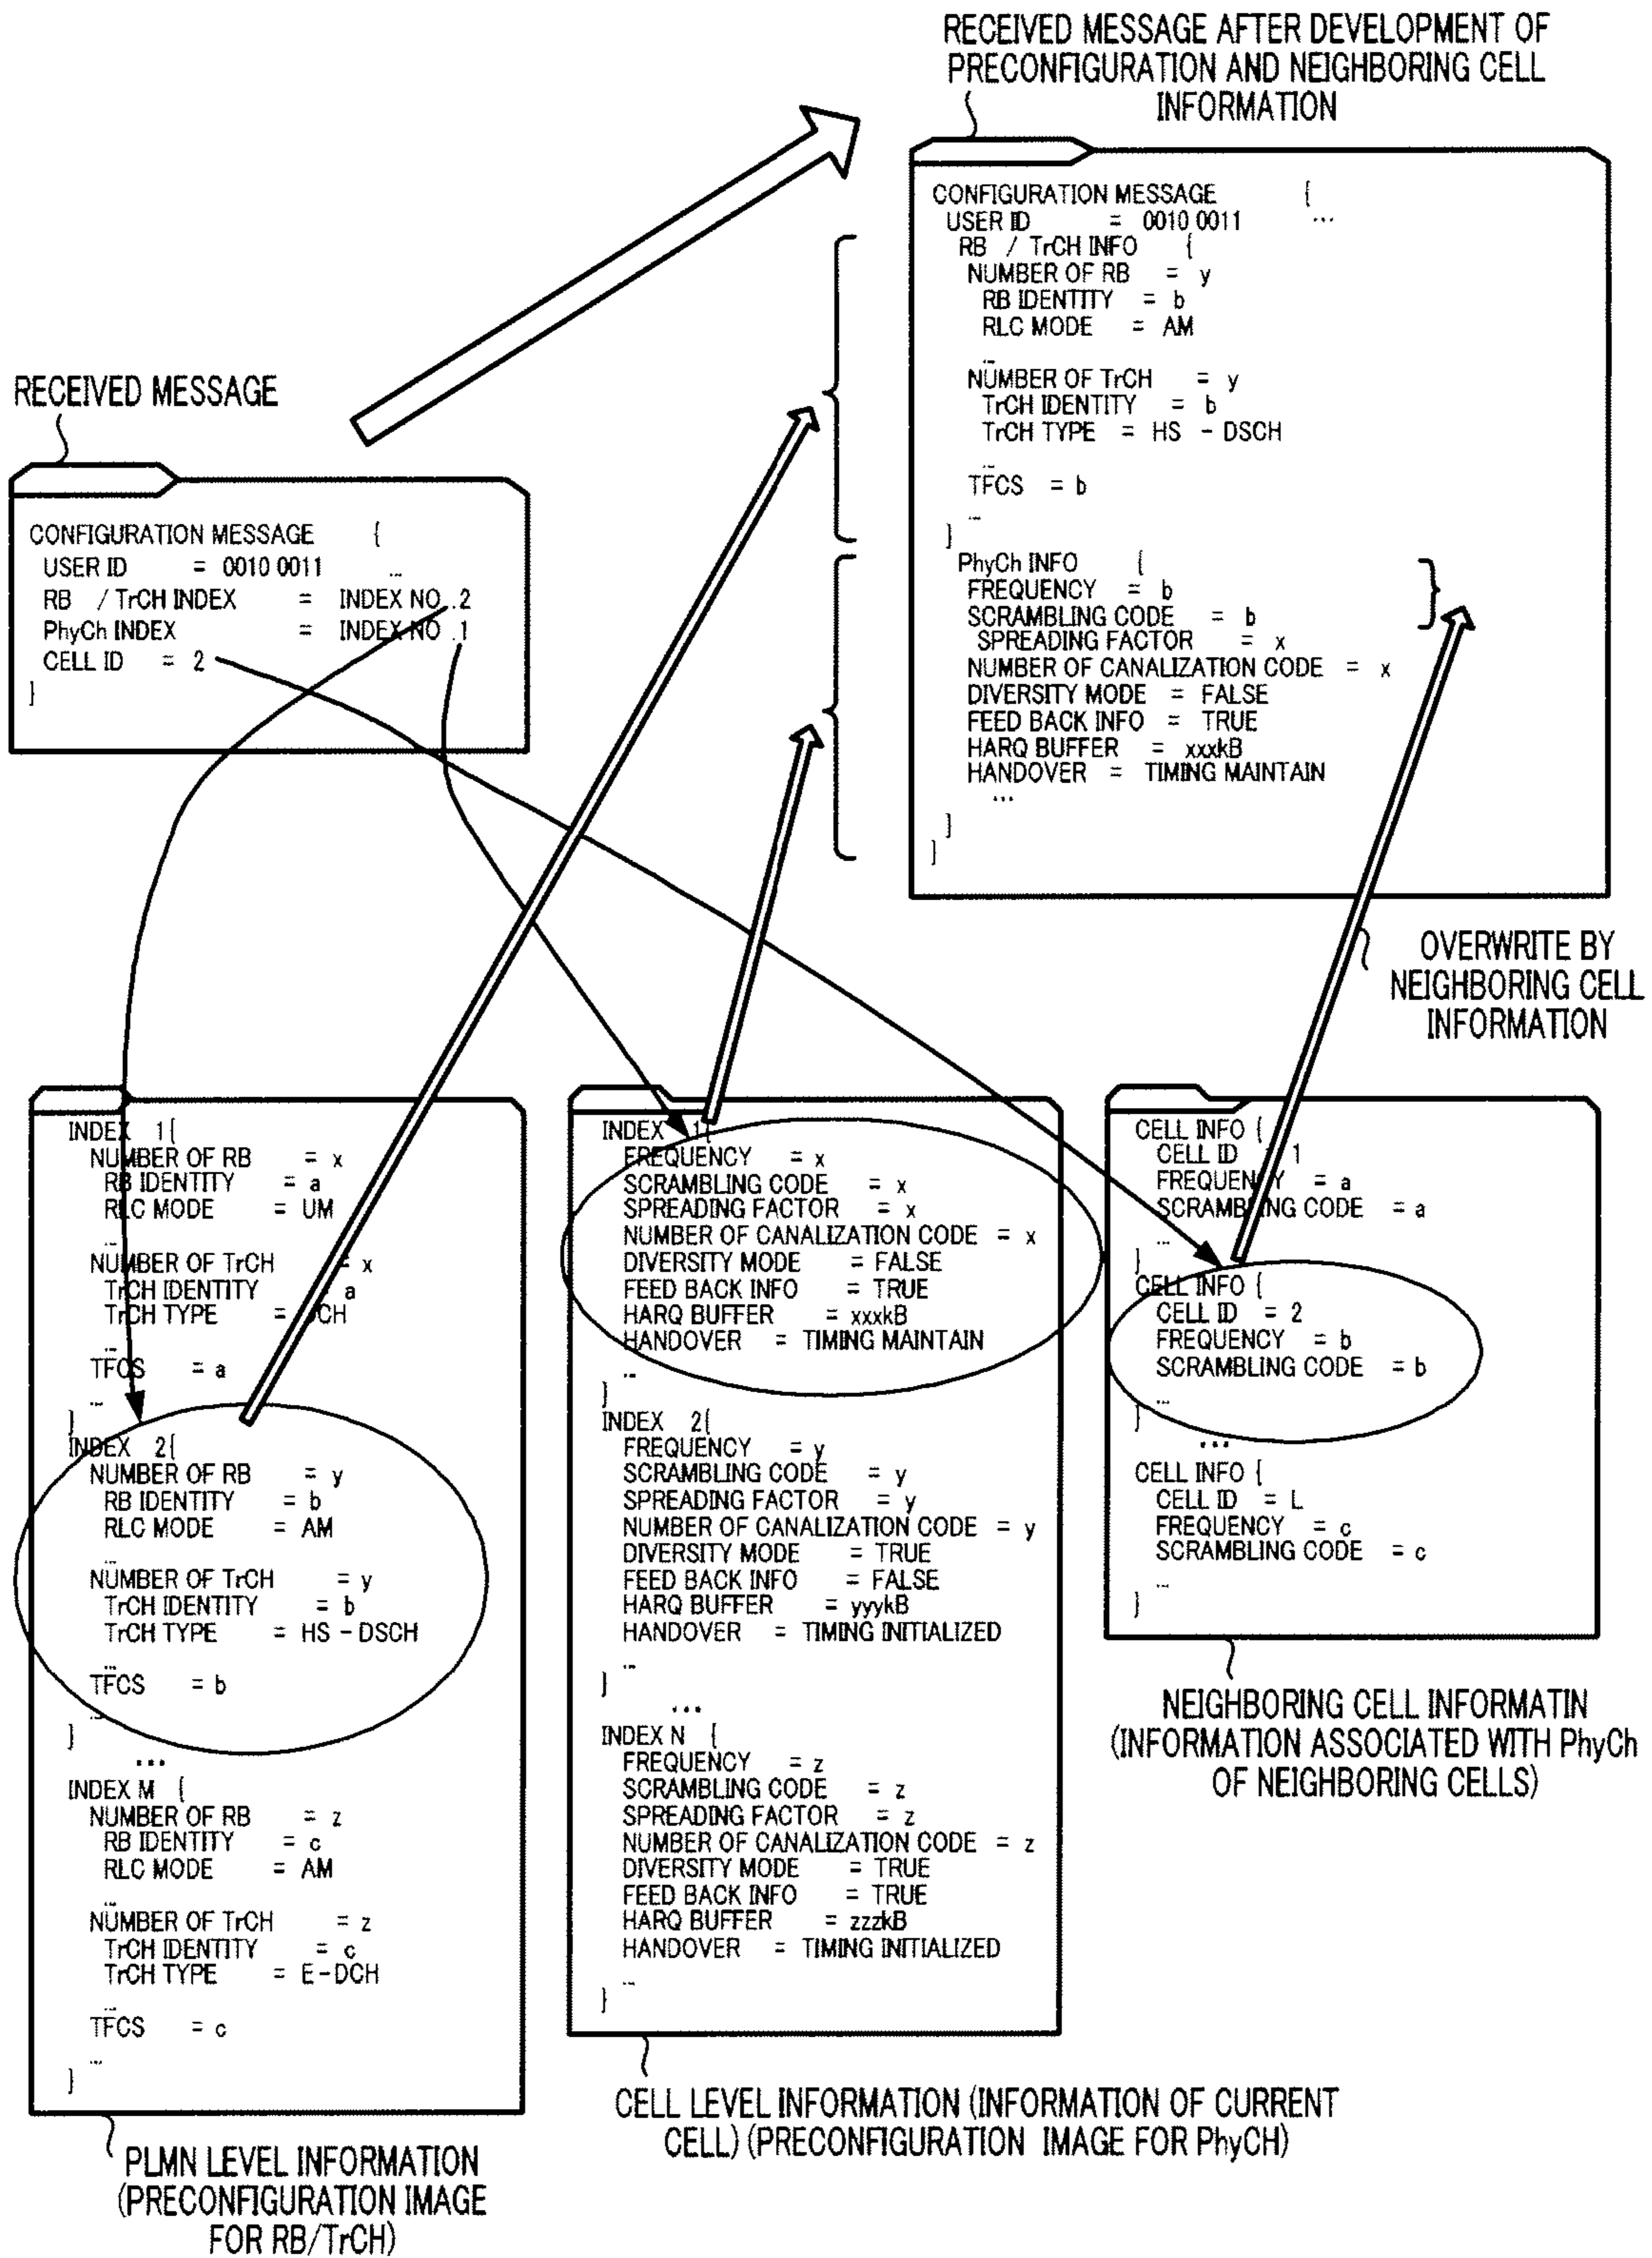 RECEIVED MESSAGE AFTER DEVELOPMENT OF
PRECONFIGURATION AND NEIGHBORING CELL
INFORMATION
CONFIGURATION MESSAGE {
USER ID = 0010 0011 ...
RB / TrCH INFO {
NUMBER OF RB = y
RB IDENTITY = b
RLC MODE = AM
...
NUMBER OF TrCH = y
TrCH IDENTITY = b
TrCH TYPE = HS - DSCH
...
TFCS = b
...
}
PhyCh INFO {
FREQUENCY = b
SCRAMBLING CODE = b
SPREADING FACTOR = x
NUMBER OF CANALIZATION CODE = x
DIVERSITY MODE = FALSE
FEED BACK INFO = TRUE
HARQ BUFFER = xxxkB
HANDOVER = TIMING MAINTAIN
...
}
}
RECEIVED MESSAGE
CONFIGURATION MESSAGE {
USER ID = 0010 0011 ...
RB / TrCH INDEX = INDEX NO .2
PhyCh INDEX = INDEX NO .1
CELL ID = 2
}
OVERWRITE BY
NEIGHBORING CELL
INFORMATION
INDEX 1{
NUMBER OF RB = x
RB IDENTITY = a
RLC MODE = UM
...
NUMBER OF TrCH = x
TrCH IDENTITY a
TrCH TYPE = CH
...
TFCS = a
...
}
INDEX 2{
NUMBER OF RB = y
RB IDENTITY = b
RLC MODE = AM
...
NUMBER OF TrCH = y
TrCH IDENTITY = b
TrCH TYPE = HS - DSCH
...
TFCS = b
...
}
...
INDEX M {
NUMBER OF RB = z
RB IDENTITY = c
RLC MODE = AM
...
NUMBER OF TrCH = z
TrCH IDENTITY = c
TrCH TYPE = E-DCH
...
TFCS = c
...
}
PLMN LEVEL INFORMATION
(PRECONFIGURATION IMAGE
FOR RB/TrCH)
INDEX 1{
FREQUENCY = x
SCRAMBLING CODE = x
SPREADING FACTOR = x
NUMBER OF CANALIZATION CODE = x
DIVERSITY MODE = FALSE
FEED BACK INFO = TRUE
HARQ BUFFER = xxxkB
HANDOVER = TIMING MAINTAIN
...
}
INDEX 2{
FREQUENCY = y
SCRAMBLING CODE = y
SPREADING FACTOR = y
NUMBER OF CANALIZATION CODE = y
DIVERSITY MODE = TRUE
FEED BACK INFO = FALSE
HARQ BUFFER = yyykB
HANDOVER = TIMING INITIALIZED
...
}
...
INDEX N {
FREQUENCY = z
SCRAMBLING CODE = z
SPREADING FACTOR = z
NUMBER OF CANALIZATION CODE = z
DIVERSITY MODE = TRUE
FEED BACK INFO = TRUE
HARQ BUFFER = zzzkB
HANDOVER = TIMING INITIALIZED
...
}
CELL LEVEL INFORMATION (INFORMATION OF CURRENT
CELL) (PRECONFIGURATION IMAGE FOR PhyCH)
CELL INFO {
CELL ID 1
FREQUENCY = a
SCRAMBLING CODE = a
...
}
CELL INFO {
CELL ID = 2
FREQUENCY = b
SCRAMBLING CODE = b
...
}
...
CELL INFO {
CELL ID = L
FREQUENCY = c
SCRAMBLING CODE = c
...
}
NEIGHBORING CELL INFORMATIN
(INFORMATION ASSOCIATED WITH PhyCh
OF NEIGHBORING CELLS)